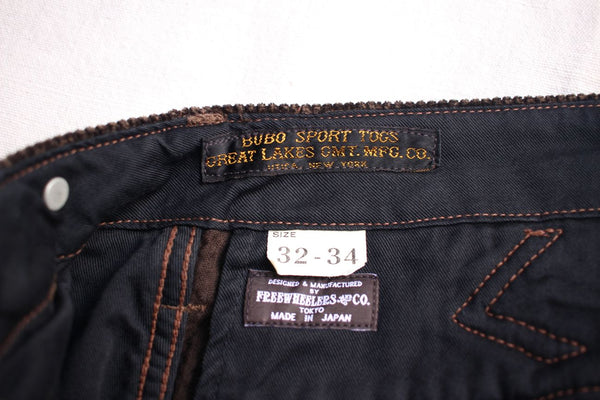 BUBO SPORT TOGS
GREAT LAKES GMT. MFG. CO.
UTICA, NEW YORK
SIZE
32-34
DESIGNED & MANUFACTURED
BY
FREEWHEELERS AND CO.
TOKYO
MADE IN JAPAN